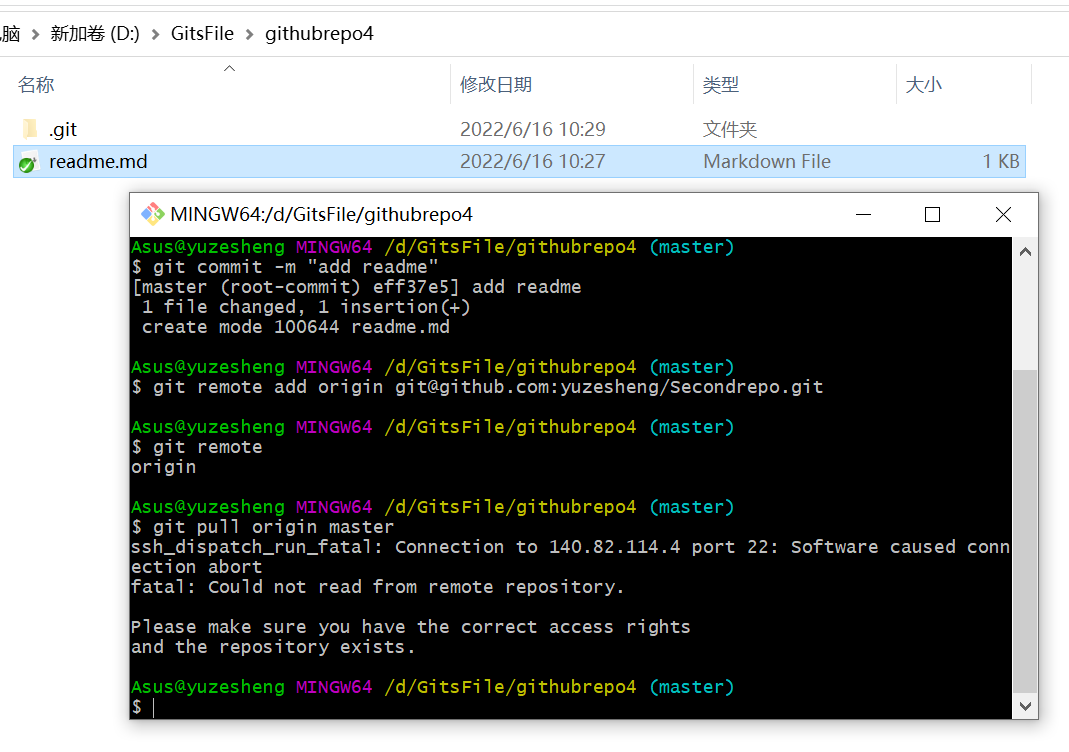 脑 > 新加卷 (D:) > GitsFile > githubrepo4
名称 修改日期 类型 大小
.git 2022/6/16 10:29 文件夹
readme.md 2022/6/16 10:27 Markdown File 1 KB
MINGW64:/d/GitsFile/githubrepo4
Asus@yuzesheng MINGW64 /d/GitsFile/githubrepo4 (master)
$ git commit -m "add readme"
[master (root-commit) eff37e5] add readme
 1 file changed, 1 insertion(+)
 create mode 100644 readme.md
Asus@yuzesheng MINGW64 /d/GitsFile/githubrepo4 (master)
$ git remote add origin git@github.com:yuzesheng/Secondrepo.git
Asus@yuzesheng MINGW64 /d/GitsFile/githubrepo4 (master)
$ git remote
origin
Asus@yuzesheng MINGW64 /d/GitsFile/githubrepo4 (master)
$ git pull origin master
ssh_dispatch_run_fatal: Connection to 140.82.114.4 port 22: Software caused conn
ection abort
fatal: Could not read from remote repository.
Please make sure you have the correct access rights
and the repository exists.
Asus@yuzesheng MINGW64 /d/GitsFile/githubrepo4 (master)
$